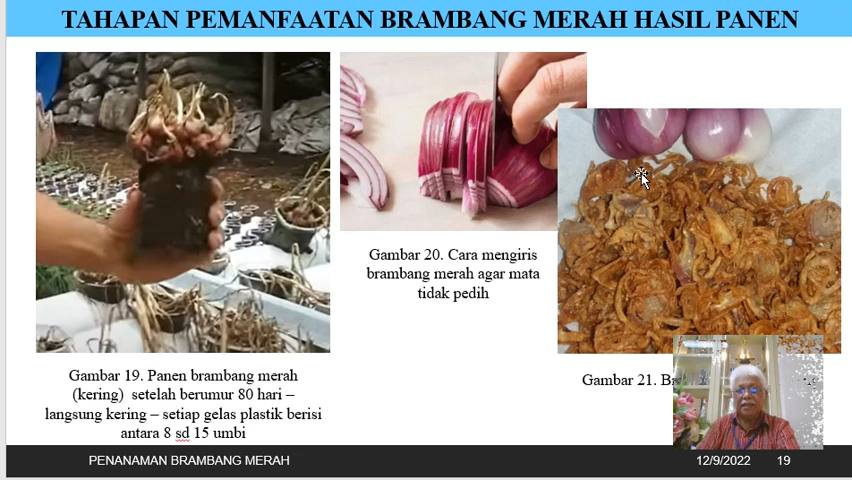 TAHAPAN PEMANFAATAN BRAMBANG MERAH HASIL PANEN
Gambar 19. Panen brambang merah
(kering)  setelah berumur 80 hari –
langsung kering – setiap gelas plastik berisi
antara 8 sd 15 umbi
Gambar 20. Cara mengiris
brambang merah agar mata
tidak pedih
Gambar 21.
PENANAMAN BRAMBANG MERAH
12/9/2022
19